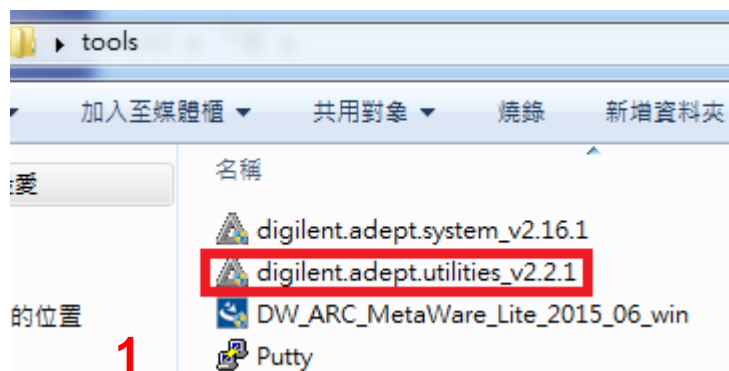 tools
加入至媒體櫃 共用對象 燒錄 新增資料夾
愛
名稱
digilent.adept.system_v2.16.1
digilent.adept.utilities_v2.2.1
的位置
DW_ARC_MetaWare_Lite_2015_06_win
1
Putty